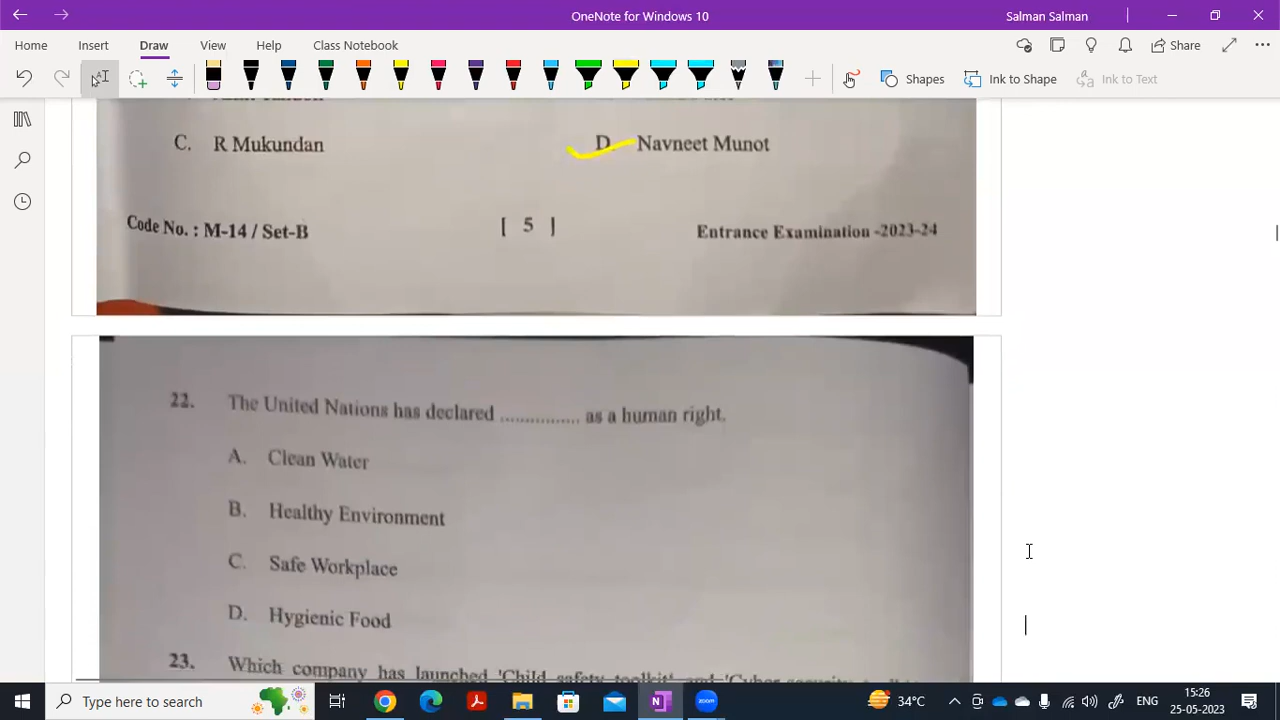 OneNote for Windows 10
Salman Salman
Home Insert Draw View Help Class Notebook
Share
Shapes
Ink to Shape
Ink to Text
C. R Mukundan
D. Navneet Munot
Code No. : M-14 / Set-B
[ 5 ]
Entrance Examination -2023-24
22. The United Nations has declared ............... as a human right.
A. Clean Water
B. Healthy Environment
C. Safe Workplace
D. Hygienic Food
23. Which company has launched 'Child safety toolkit' and 'Cyber security
Type here to search
zoom
34°C
ENG
15:26
25-05-2023